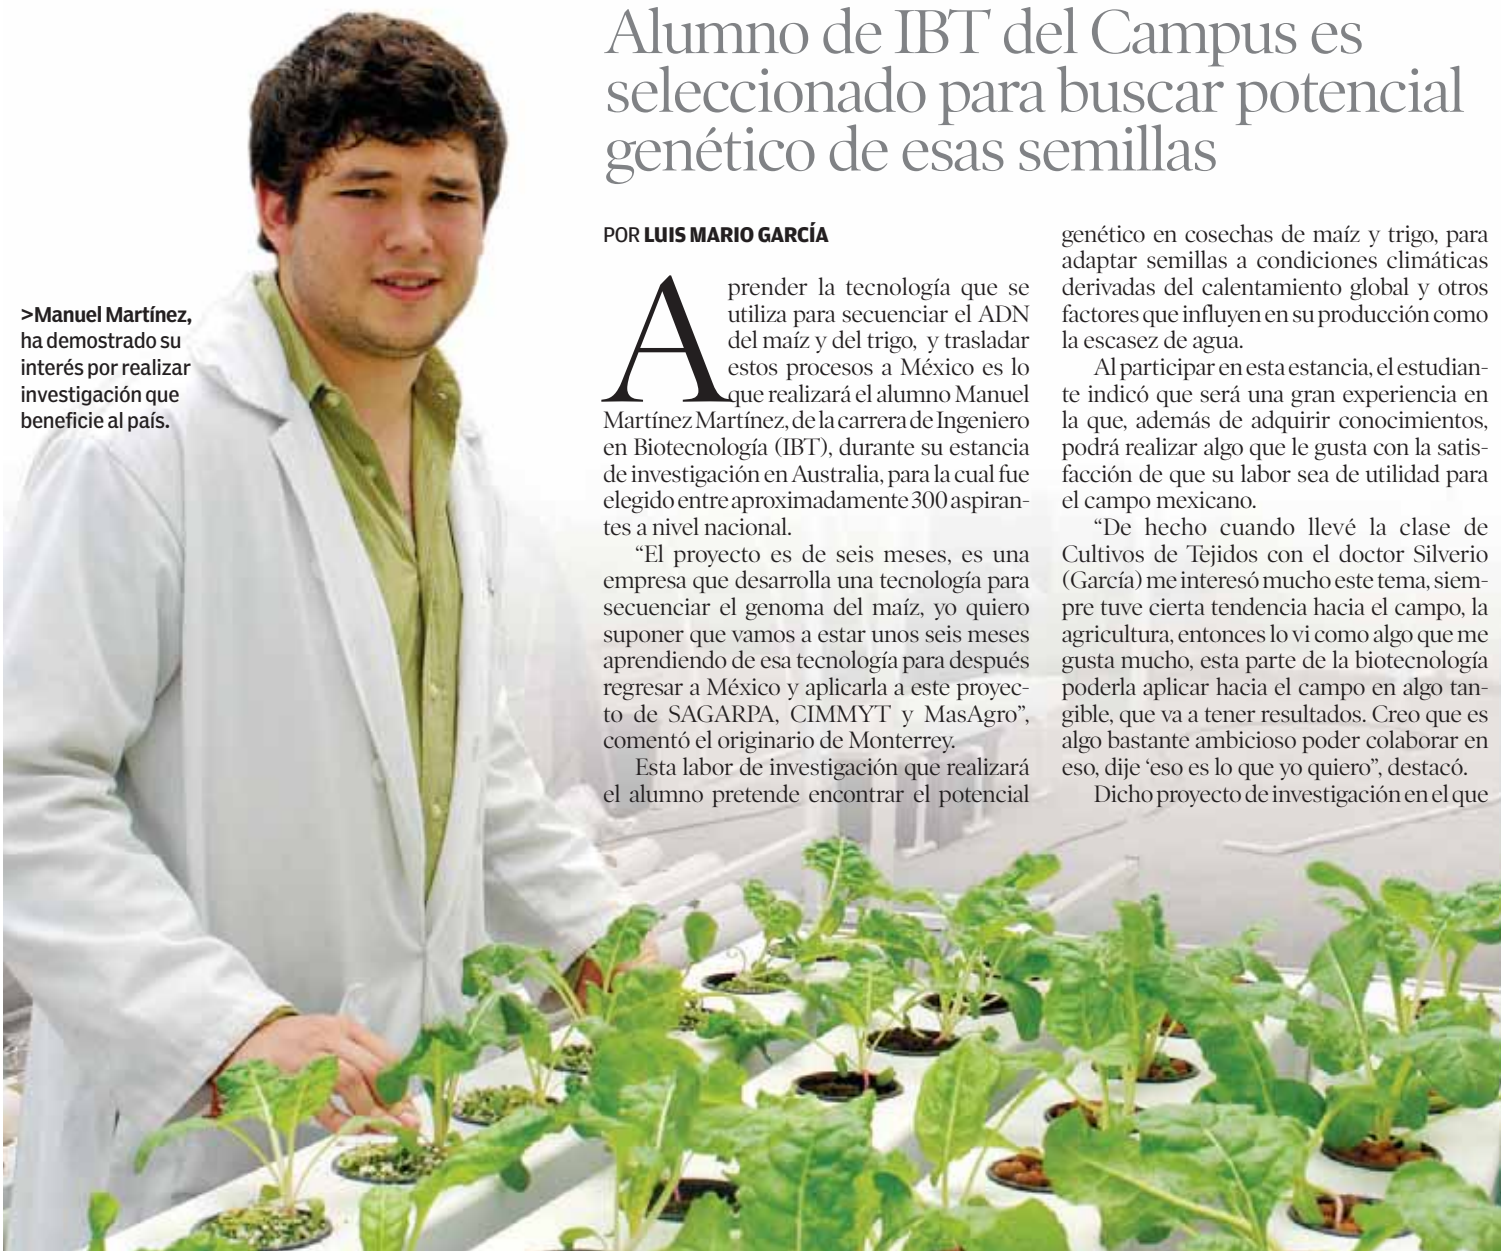 Alumno de IBT del Campus es
seleccionado para buscar potencial
genético de esas semillas
>Manuel Martínez,
ha demostrado su
interés por realizar
investigación que
beneficie al país.
POR LUIS MARIO GARCÍA
Aprender la tecnología que se
utiliza para secuenciar el ADN
del maíz y del trigo, y trasladar
estos procesos a México es lo
que realizará el alumno Manuel
Martínez Martínez, de la carrera de Ingeniero
en Biotecnología (IBT), durante su estancia
de investigación en Australia, para la cual fue
elegido entre aproximadamente 300 aspiran-
tes a nivel nacional.
“El proyecto es de seis meses, es una
empresa que desarrolla una tecnología para
secuenciar el genoma del maíz, yo quiero
suponer que vamos a estar unos seis meses
aprendiendo de esa tecnología para después
regresar a México y aplicarla a este proyec-
to de SAGARPA, CIMMYT y MasAgro”,
comentó el originario de Monterrey.
Esta labor de investigación que realizará
el alumno pretende encontrar el potencial
genético en cosechas de maíz y trigo, para
adaptar semillas a condiciones climáticas
derivadas del calentamiento global y otros
factores que influyen en su producción como
la escasez de agua.
Al participar en esta estancia, el estudian-
te indicó que será una gran experiencia en
la que, además de adquirir conocimientos,
podrá realizar algo que le gusta con la satis-
facción de que su labor sea de utilidad para
el campo mexicano.
“De hecho cuando llevé la clase de
Cultivos de Tejidos con el doctor Silverio
(García) me interesó mucho este tema, siem-
pre tuve cierta tendencia hacia el campo, la
agricultura, entonces lo vi como algo que me
gusta mucho, esta parte de la biotecnología
poderla aplicar hacia el campo en algo tan-
gible, que va a tener resultados. Creo que es
algo bastante ambicioso poder colaborar en
eso, dije ‘eso es lo que yo quiero”, destacó.
Dicho proyecto de investigación en el que